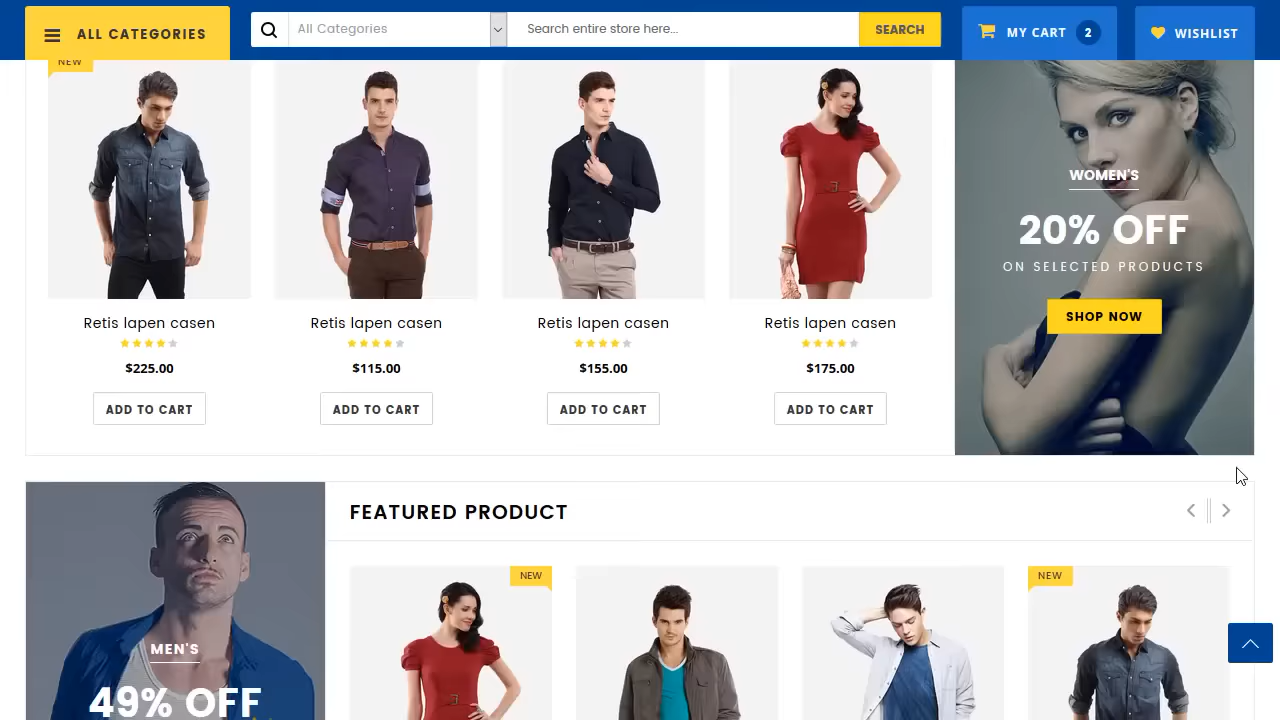 ALL CATEGORIES
All Categories
Search entire store here...
SEARCH
MY CART 2
WISHLIST
NEW
WOMEN'S
20% OFF
ON SELECTED PRODUCTS
SHOP NOW
Retis lapen casen
Retis lapen casen
Retis lapen casen
Retis lapen casen
$225.00
$115.00
$155.00
$175.00
ADD TO CART
ADD TO CART
ADD TO CART
ADD TO CART
FEATURED PRODUCT
NEW
NEW
MEN'S
49% OFF